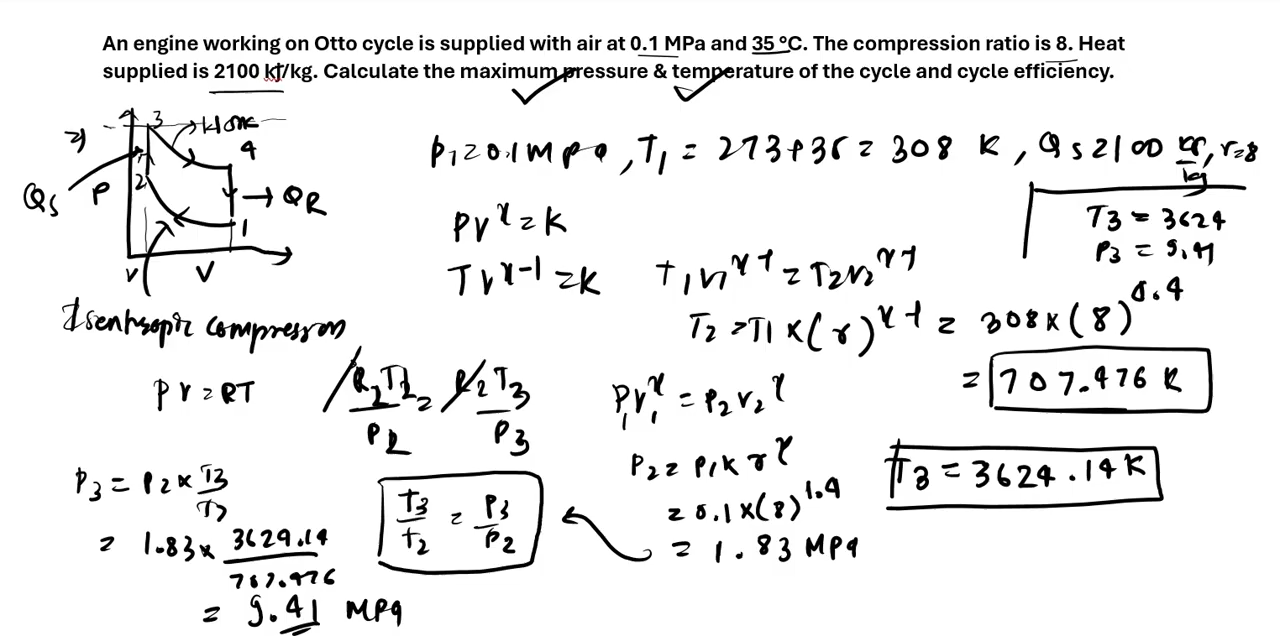 An engine working on Otto cycle is supplied with air at 0.1 MPa and 35 °C. The compression ratio is 8. Heat
supplied is 2100 kJ/kg. Calculate the maximum pressure & temperature of the cycle and cycle efficiency.
P₁ = 0.1 MPa, T₁ = 273+35 = 308 K, Qs 2100 kJ/kg, r=8
3
4
2
1
Qs
P
QR
V
V
T3 = 3624
P3 = 9.41
PV^γ = K
TV^γ-1 = K
T1V1^γ-1 = T2V2^γ-1
T2 = T1 × (r)^γ-1 = 308 × (8)^0.4
= 707.476 K
Isentropic compression
PV = RT
V2T2/P2 = V2T3/P3
P1V1^γ = P2V2^γ
P2 = P1 × r^γ
= 0.1 × (8)^1.4
= 1.83 MPa
T3 = 3624.14 K
T3/T2 = P3/P2
P3 = P2 × T3/T2
= 1.83 × 3624.14/707.476
= 9.41 MPa